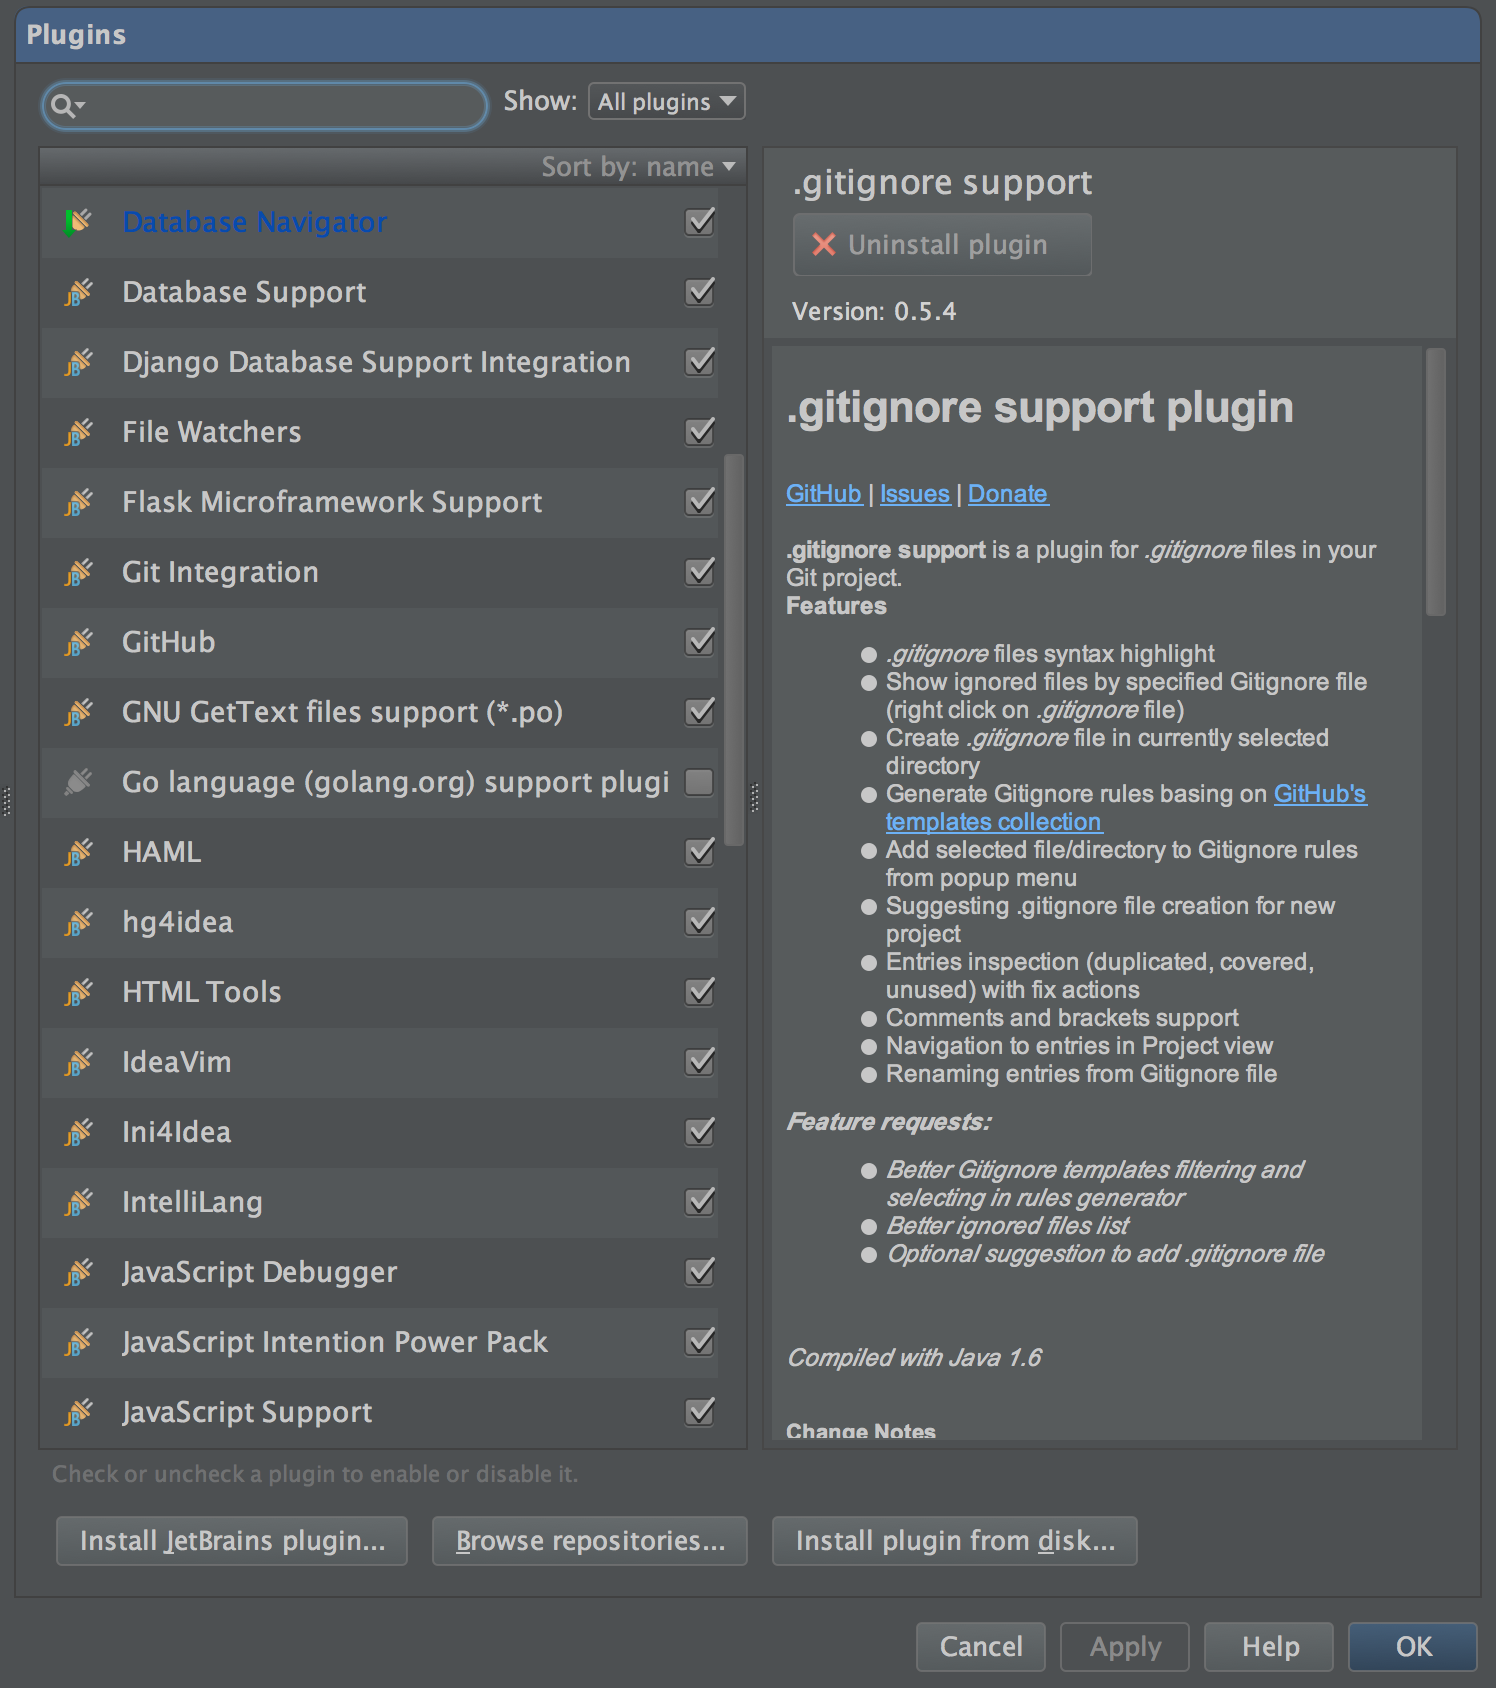 Plugins
Show: All plugins
Sort by: name
Database Navigator
Database Support
Django Database Support Integration
File Watchers
Flask Microframework Support
Git Integration
GitHub
GNU GetText files support (*.po)
Go language (golang.org) support plugi
HAML
hg4idea
HTML Tools
IdeaVim
Ini4Idea
IntelliLang
JavaScript Debugger
JavaScript Intention Power Pack
JavaScript Support
.gitignore support
Uninstall plugin
Version: 0.5.4
.gitignore support plugin
GitHub | Issues | Donate
.gitignore support is a plugin for .gitignore files in your
Git project.
Features
.gitignore files syntax highlight
Show ignored files by specified Gitignore file
(right click on .gitignore file)
Create .gitignore file in currently selected
directory
Generate Gitignore rules basing on GitHub's
templates collection
Add selected file/directory to Gitignore rules
from popup menu
Suggesting .gitignore file creation for new
project
Entries inspection (duplicated, covered,
unused) with fix actions
Comments and brackets support
Navigation to entries in Project view
Renaming entries from Gitignore file
Feature requests:
Better Gitignore templates filtering and
selecting in rules generator
Better ignored files list
Optional suggestion to add .gitignore file
Compiled with Java 1.6
Change Notes
Check or uncheck a plugin to enable or disable it.
Install JetBrains plugin...
Browse repositories...
Install plugin from disk...
Cancel
Apply
Help
OK